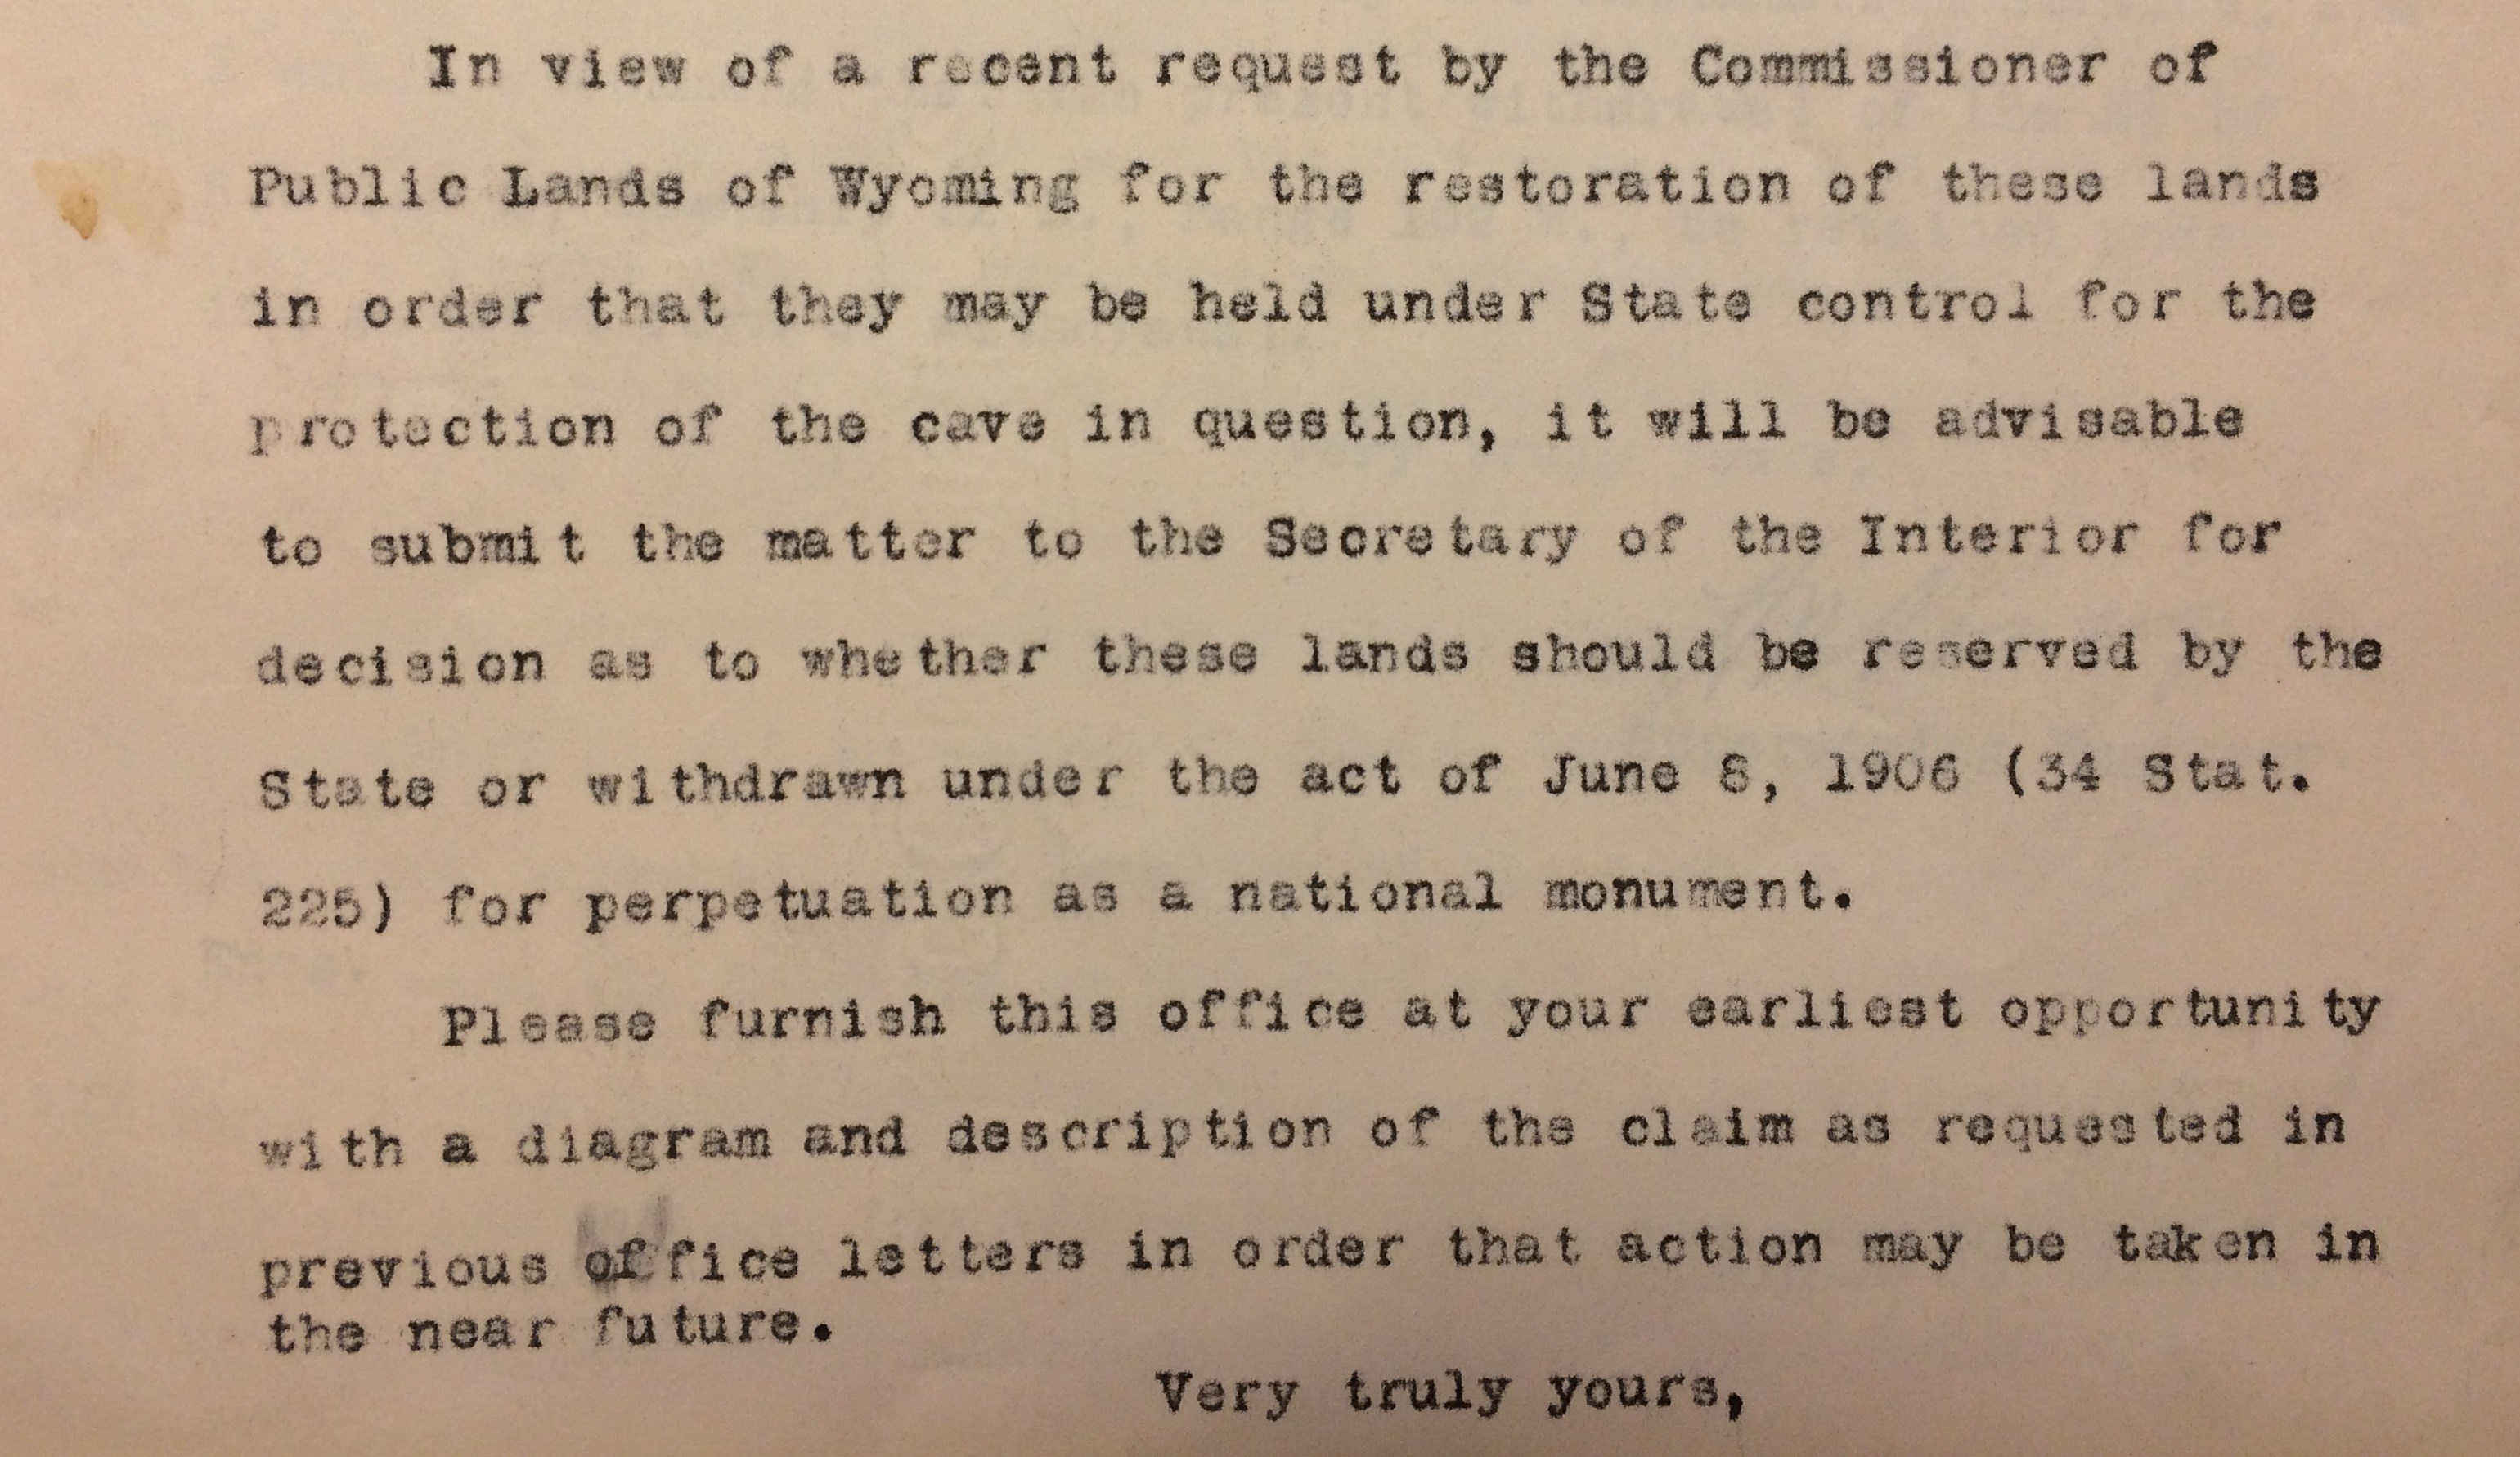 In view of a recent request by the Commissioner of
Public Lands of Wyoming for the restoration of these lands
in order that they may be held under State control for the
protection of the cave in question, it will be advisable
to submit the matter to the Secretary of the Interior for
decision as to whether these lands should be reserved by the
State or withdrawn under the act of June 8, 1906 (34 Stat.
225) for perpetuation as a national monument.
Please furnish this office at your earliest opportunity
with a diagram and description of the claim as requested in
previous office letters in order that action may be taken in
the near future.
Very truly yours,